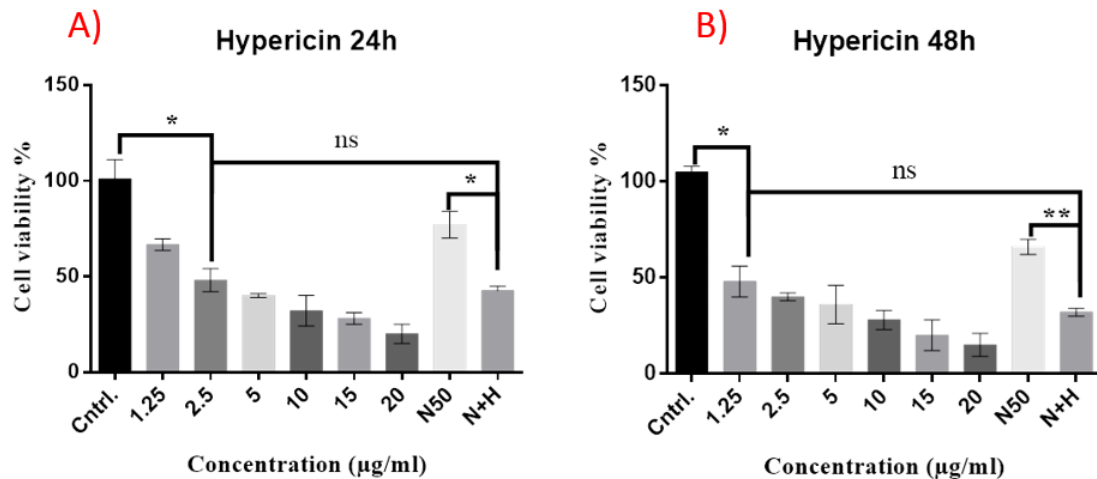 A)
Hypericin 24h
Cell viability %
150
100
50
0
*
ns
*
Cntrl.
1.25
2.5
5
10
15
20
N50
N+H
Concentration (μg/ml)
B)
Hypericin 48h
Cell viability %
150
100
50
0
*
ns
**
Cntrl.
1.25
2.5
5
10
15
20
N50
N+H
Concentration (μg/ml)